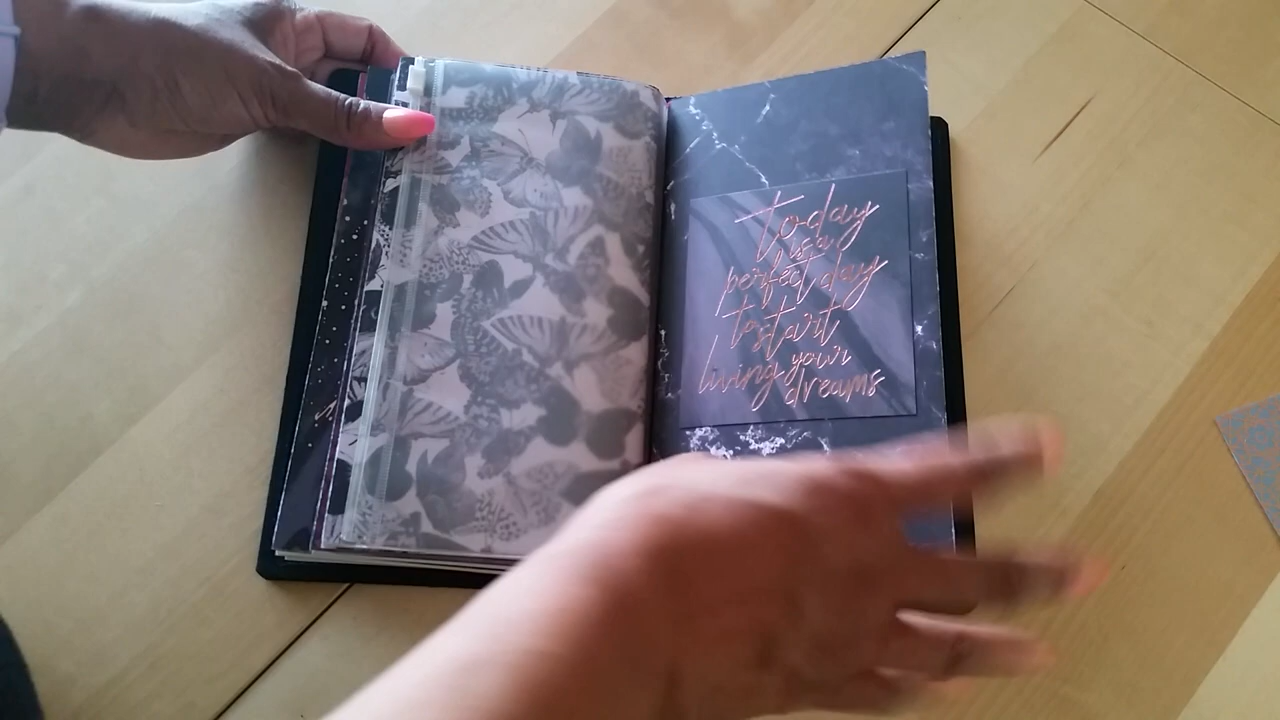 today
is a
perfect day
to start
living your
dreams